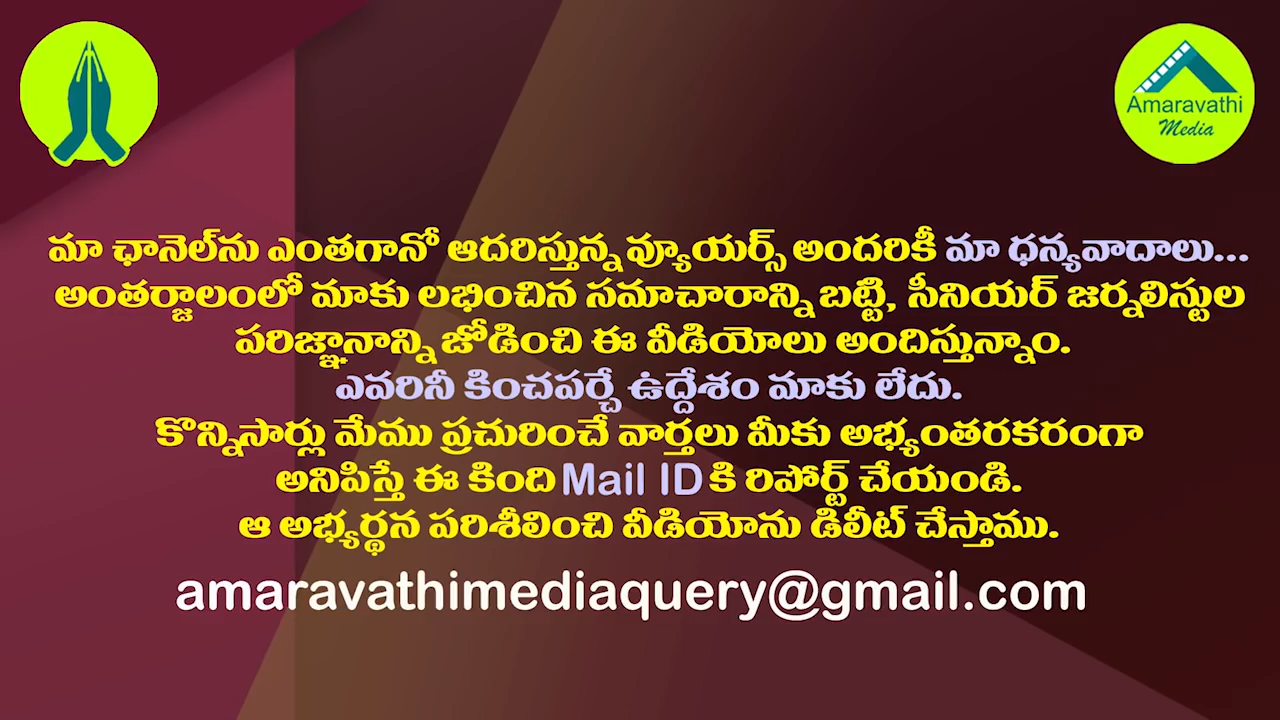 Amaravathi
Media
మా ఛానెల్‌ను ఎంతగానో ఆదరిస్తున్న వ్యూయర్స్ అందరికీ మా ధన్యవాదాలు...
అంతర్జాలంలో మాకు లభించిన సమాచారాన్ని బట్టి, సీనియర్ జర్నలిస్టుల
పరిజ్ఞానాన్ని జోడించి ఈ వీడియోలు అందిస్తున్నాం.
ఎవరినీ కించపర్చే ఉద్దేశం మాకు లేదు.
కొన్నిసార్లు మేము ప్రచురించే వార్తలు మీకు అభ్యంతరకరంగా
అనిపిస్తే ఈ కింది Mail ID కి రిపోర్ట్ చేయండి.
ఆ అభ్యర్థన పరిశీలించి వీడియోను డిలీట్ చేస్తాము.
amaravathimediaquery@gmail.com